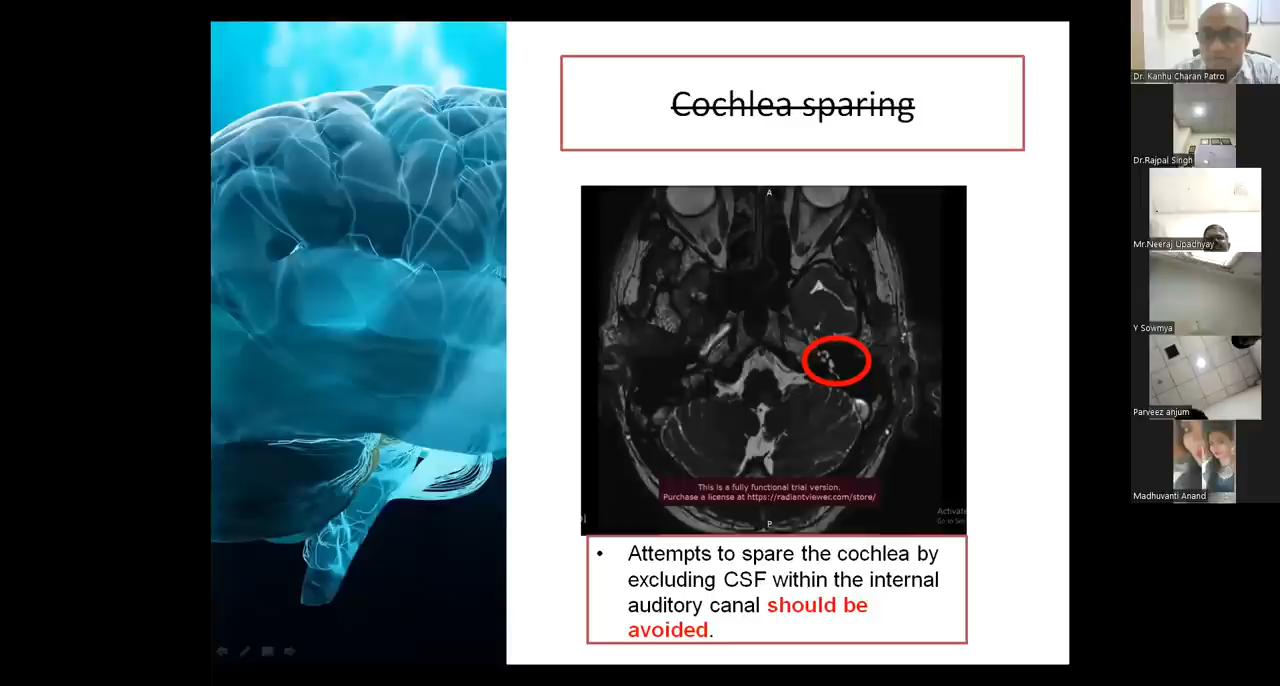 Cochlea sparing
A
This is a fully functional trial version.
Purchase a license at https://radiantviewer.com/store/
P
Activate
• Attempts to spare the cochlea by
excluding CSF within the internal
auditory canal should be
avoided.
Dr. Kanhu Charan Patro
Dr.Rajpal Singh
Mr.Neeraj Upadhyay
Y Sowmya
Parveez anjum
Madhuvanti Anand